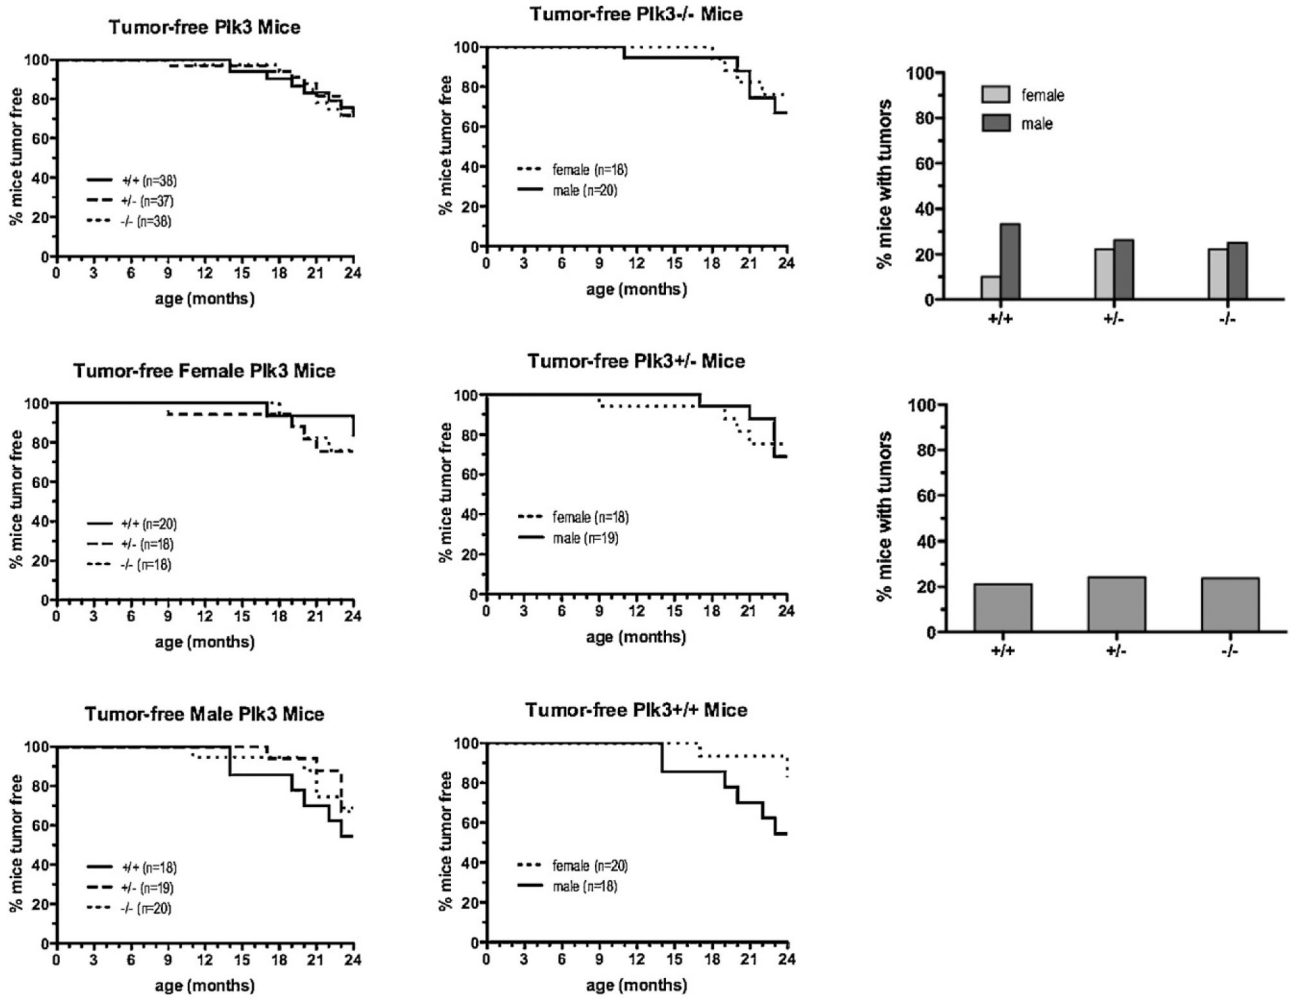 Tumor-free Plk3 Mice
% mice tumor free
100
80
60
40
20
0
+/+ (n=38)
+/- (n=37)
-/- (n=38)
0 3 6 9 12 15 18 21 24
age (months)
Tumor-free Plk3-/- Mice
% mice tumor free
100
80
60
40
20
0
female (n=18)
male (n=20)
0 3 6 9 12 15 18 21 24
age (months)
% mice with tumors
100
80
60
40
20
0
female
male
+/+ +/- -/-
Tumor-free Female Plk3 Mice
% mice tumor free
100
80
60
40
20
0
+/+ (n=20)
+/- (n=18)
-/- (n=18)
0 3 6 9 12 15 18 21 24
age (months)
Tumor-free Plk3+/- Mice
% mice tumor free
100
80
60
40
20
0
female (n=18)
male (n=19)
0 3 6 9 12 15 18 21 24
age (months)
% mice with tumors
100
80
60
40
20
0
+/+ +/- -/-
Tumor-free Male Plk3 Mice
% mice tumor free
100
80
60
40
20
0
+/+ (n=18)
+/- (n=19)
-/- (n=20)
0 3 6 9 12 15 18 21 24
age (months)
Tumor-free Plk3+/+ Mice
% mice tumor free
100
80
60
40
20
0
female (n=20)
male (n=18)
0 3 6 9 12 15 18 21 24
age (months)